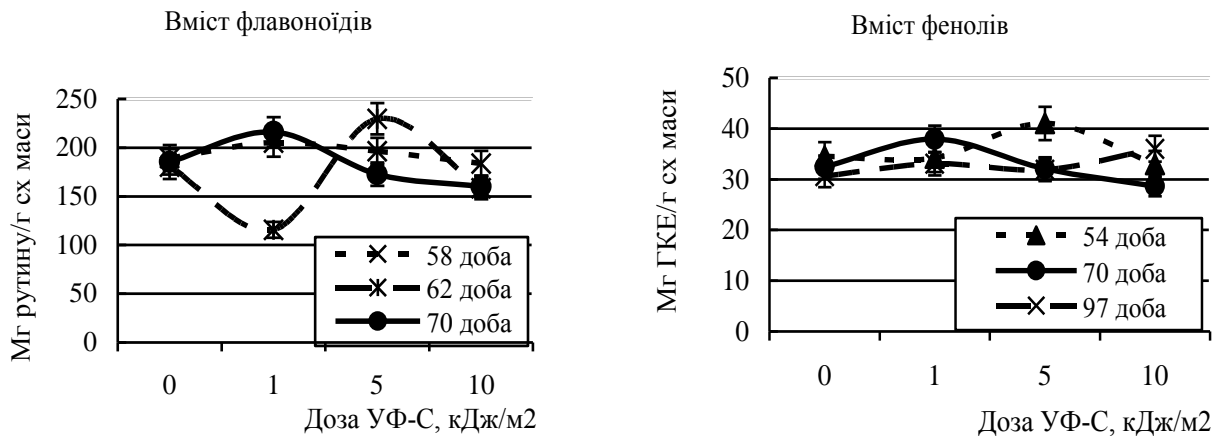 Вміст флавоноїдів
Мг рутину/г сх маси
250
200
150
100
50
0
58 доба
62 доба
70 доба
0 1 5 10
Доза УФ-С, кДж/м2
Вміст фенолів
Мг ГКЕ/г сх маси
50
40
30
20
10
0
54 доба
70 доба
97 доба
0 1 5 10
Доза УФ-С, кДж/м2